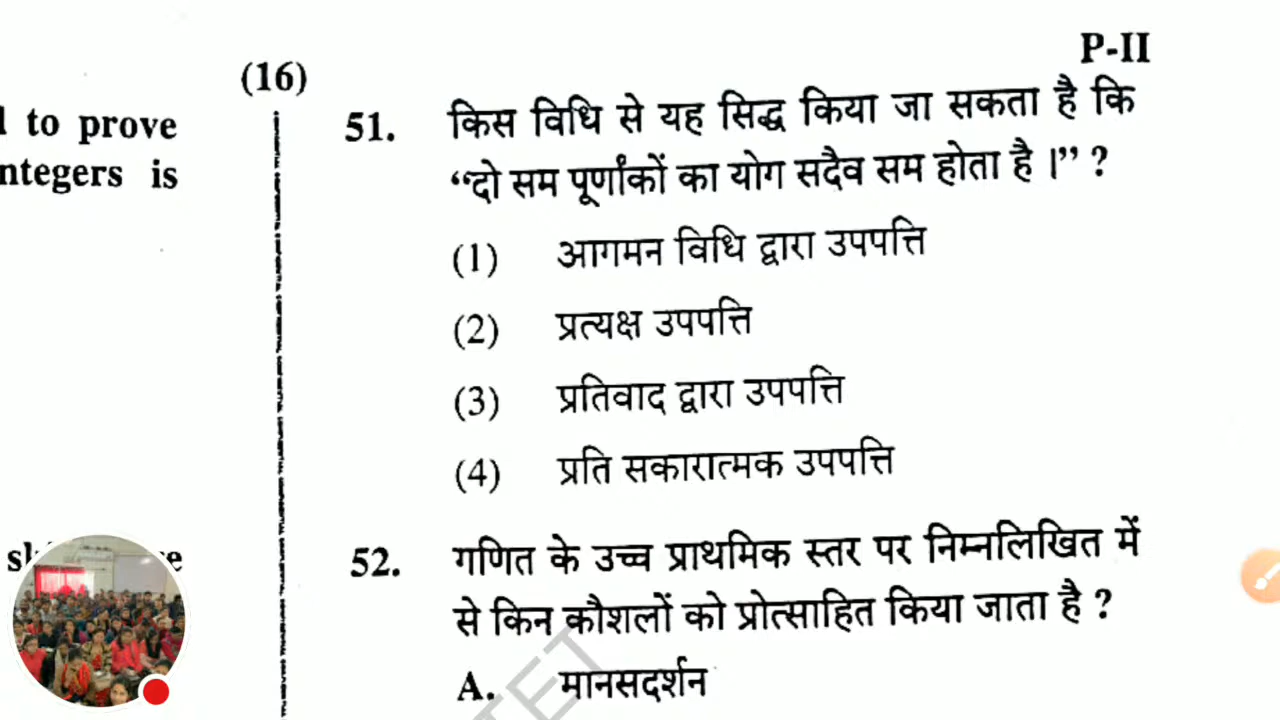 P-II
(16)
to prove
ntegers is
51. किस विधि से यह सिद्ध किया जा सकता है कि
“दो सम पूर्णांकों का योग सदैव सम होता है ।” ?
(1) आगमन विधि द्वारा उपपत्ति
(2) प्रत्यक्ष उपपत्ति
(3) प्रतिवाद द्वारा उपपत्ति
(4) प्रति सकारात्मक उपपत्ति
52. गणित के उच्च प्राथमिक स्तर पर निम्नलिखित में
से किन कौशलों को प्रोत्साहित किया जाता है ?
A. मानसदर्शन
TET